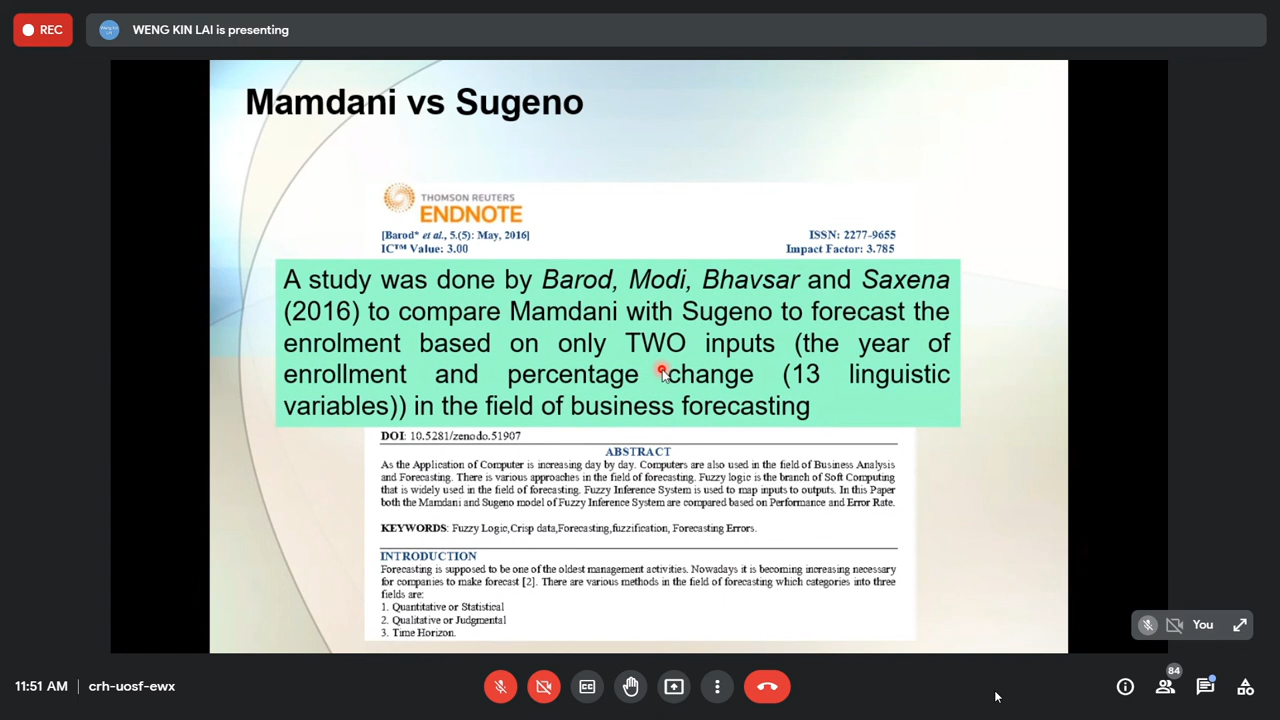 REC
WENG KIN LAI is presenting
Mamdani vs Sugeno
THOMSON REUTERS
ENDNOTE
[Barod* et al., 5.(5): May, 2016]
ISSN: 2277-9655
IC™ Value: 3.00
Impact Factor: 3.785
A study was done by Barod, Modi, Bhavsar and Saxena
(2016) to compare Mamdani with Sugeno to forecast the
enrolment based on only TWO inputs (the year of
enrollment and percentage change (13 linguistic
variables)) in the field of business forecasting
DOI: 10.5281/zenodo.51907
ABSTRACT
As the Application of Computer is increasing day by day. Computers are also used in the field of Business Analysis
and Forecasting. There is various approaches in the field of forecasting. Fuzzy logic is the branch of Soft Computing
that is widely used in the field of forecasting. Fuzzy Inference System is used to map inputs to outputs. In this Paper
both the Mamdani and Sugeno model of Fuzzy Inference System are compared based on Performance and Error Rate.
KEYWORDS: Fuzzy Logic,Crisp data,Forecasting,fuzzification, Forecasting Errors.
INTRODUCTION
Forecasting is supposed to be one of the oldest management activities. Nowadays it is becoming increasing necessary
for companies to make forecast [2]. There are various methods in the field of forecasting which categories into three
fields are:
1. Quantitative or Statistical
2. Qualitative or Judgmental
3. Time Horizon.
You
11:51 AM | crh-uosf-ewx
84